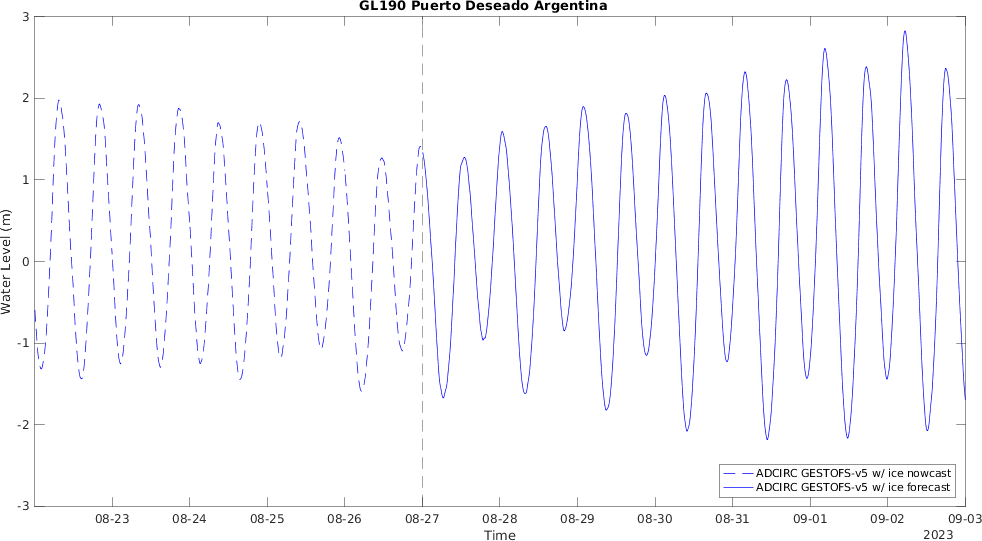 GL190 Puerto Deseado Argentina
Water Level (m)
3
2
1
0
-1
-2
-3
08-23 08-24 08-25 08-26 08-27 08-28 08-29 08-30 08-31 09-01 09-02 09-03
Time
2023
ADCIRC GESTOFS-v5 w/ ice nowcast
ADCIRC GESTOFS-v5 w/ ice forecast